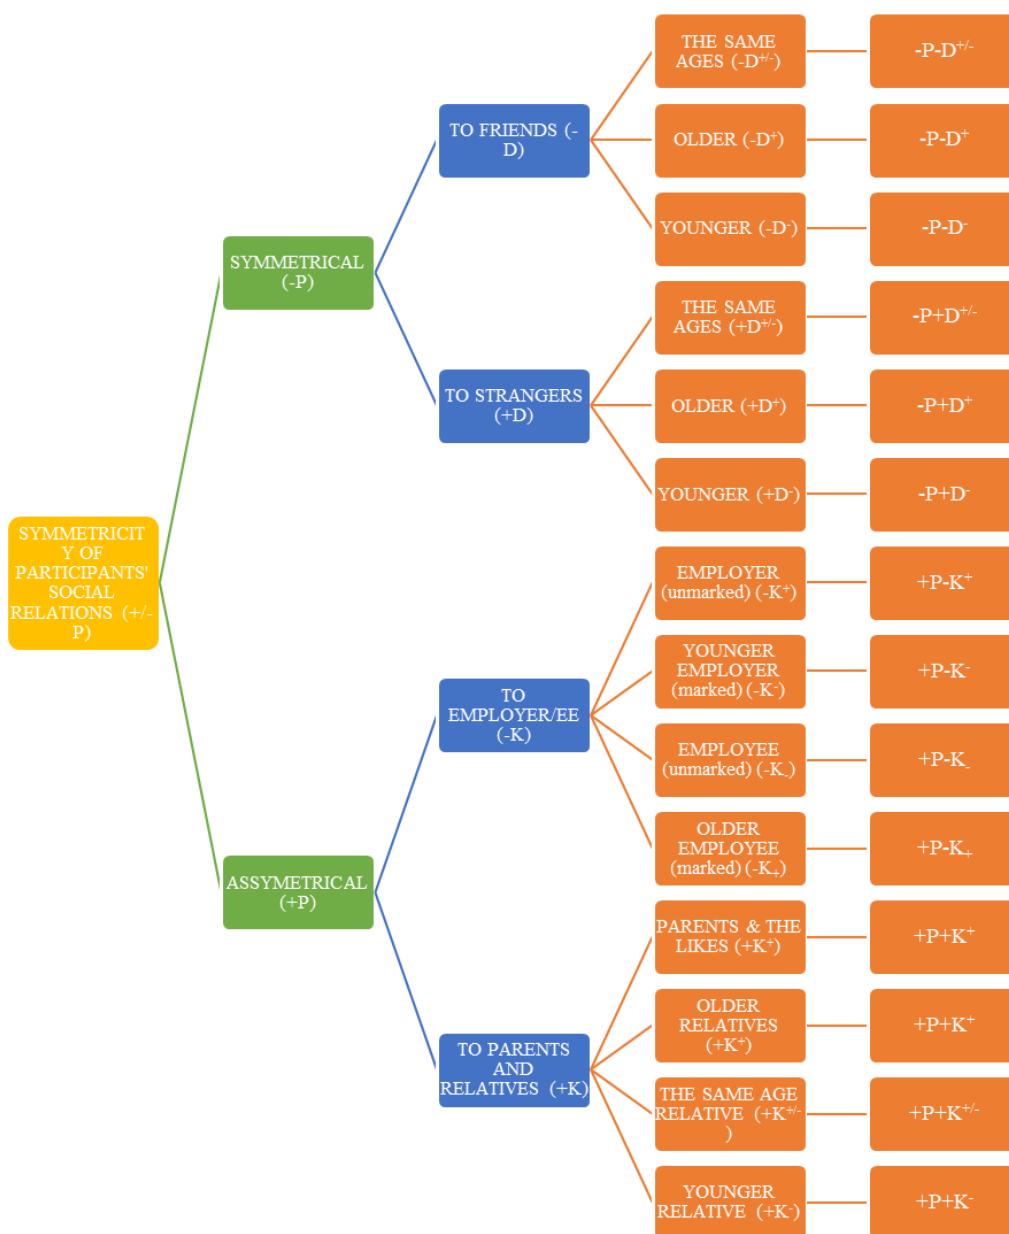 THE SAME
AGES (-D⁺/⁻)
-P-D⁺/⁻
TO FRIENDS (-
D)
OLDER (-D⁺)
-P-D⁺
YOUNGER (-D⁻)
-P-D⁻
SYMMETRICAL
(-P)
THE SAME
AGES (+D⁺/⁻)
-P+D⁺/⁻
TO STRANGERS
(+D)
OLDER (+D⁺)
-P+D⁺
YOUNGER (+D⁻)
-P+D⁻
SYMMETRICIT
Y OF
PARTICIPANTS'
SOCIAL
RELATIONS (+/-
P)
EMPLOYER
(unmarked) (-K⁺)
+P-K⁺
YOUNGER
EMPLOYER
(marked) (-K⁻)
+P-K⁻
TO
EMPLOYER/EE
(-K)
EMPLOYEE
(unmarked) (-K₋)
+P-K₋
OLDER
EMPLOYEE
(marked) (-K₊)
+P-K₊
ASSYMETRICAL
(+P)
PARENTS & THE
LIKES (+K⁺)
+P+K⁺
OLDER
RELATIVES
(+K⁺)
+P+K⁺
TO PARENTS
AND
RELATIVES (+K)
THE SAME AGE
RELATIVE (+K⁺/⁻
)
+P+K⁺/⁻
YOUNGER
RELATIVE (+K⁻)
+P+K⁻